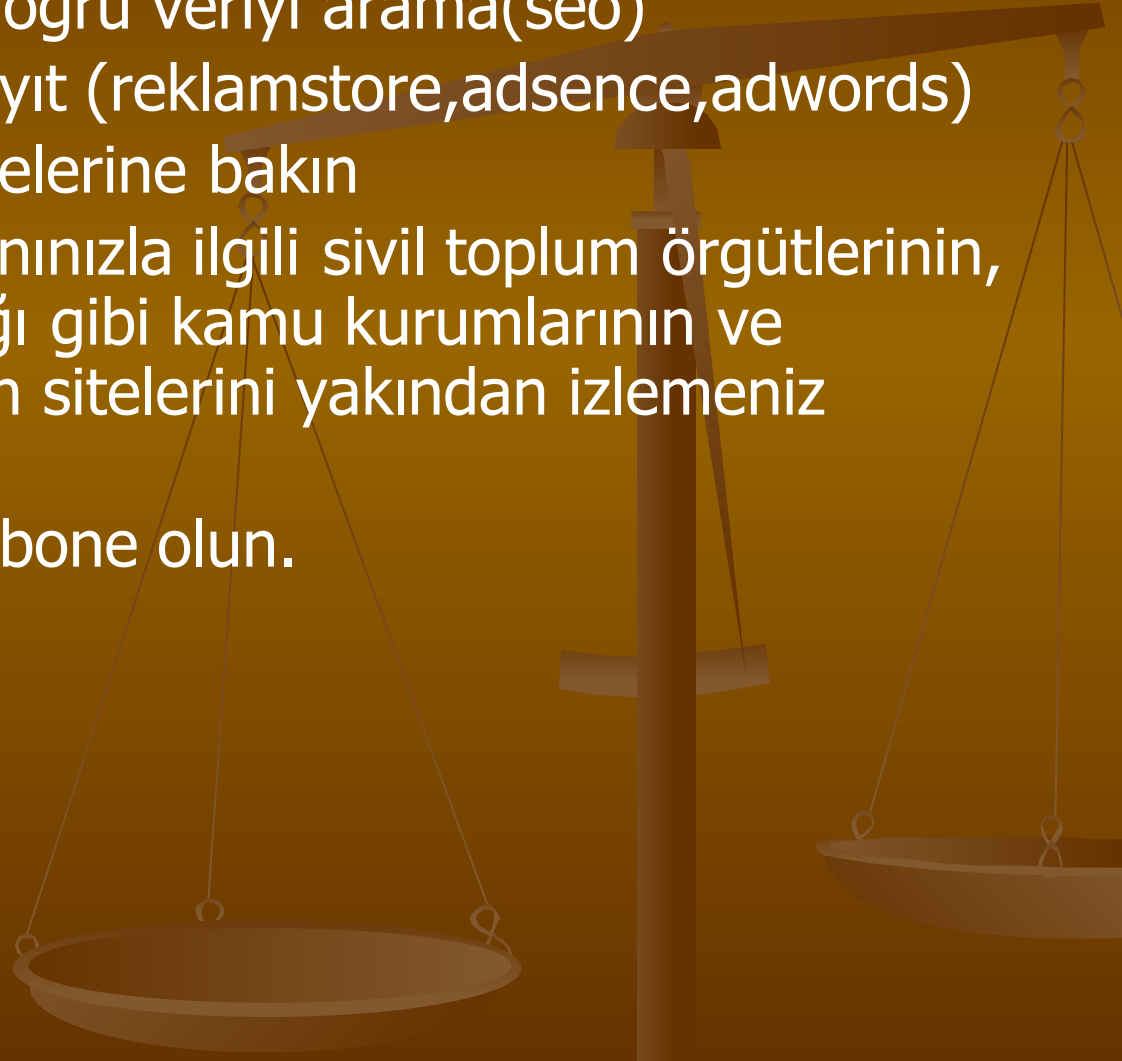 oğru veriyi arama(seo)
yıt (reklamstore,adsence,adwords)
elerine bakın
nınızla ilgili sivil toplum örgütlerinin,
ğı gibi kamu kurumlarının ve
n sitelerini yakından izlemeniz
bone olun.